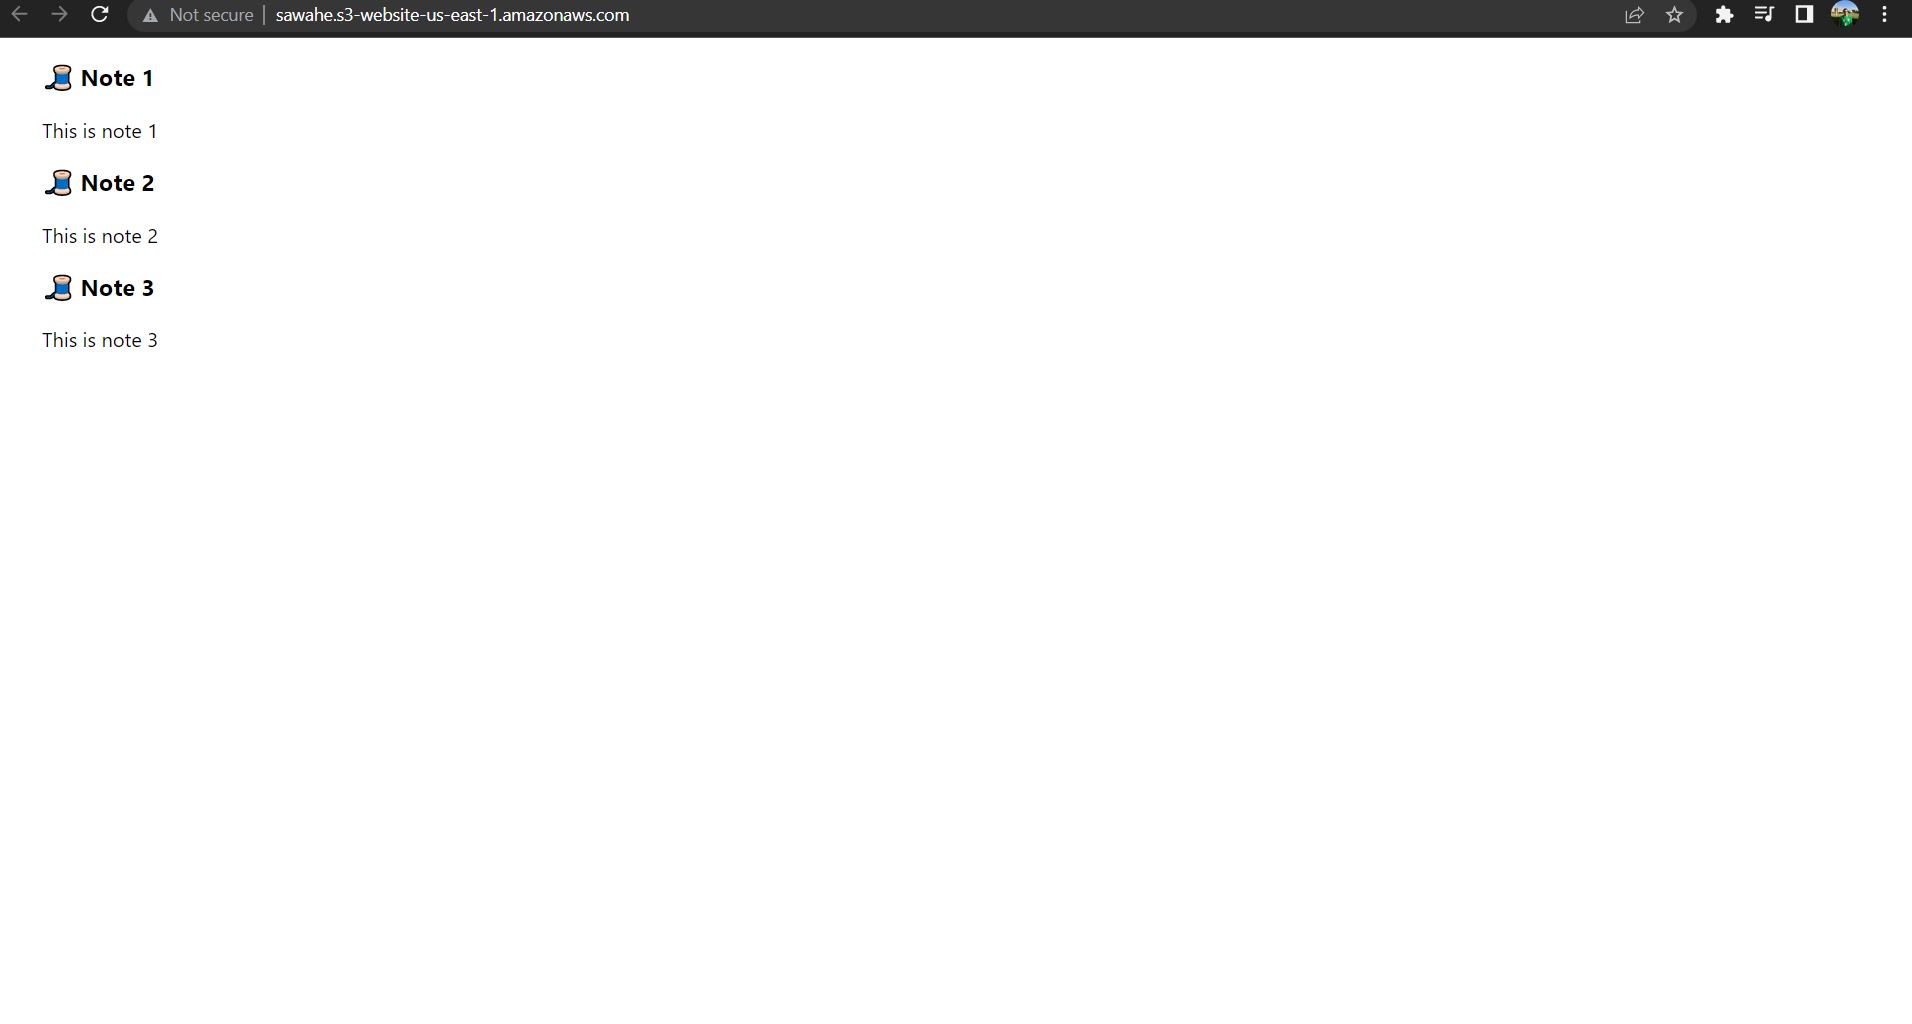 Not secure | sawahe.s3-website-us-east-1.amazonaws.com
🧵 Note 1
This is note 1
🧵 Note 2
This is note 2
🧵 Note 3
This is note 3